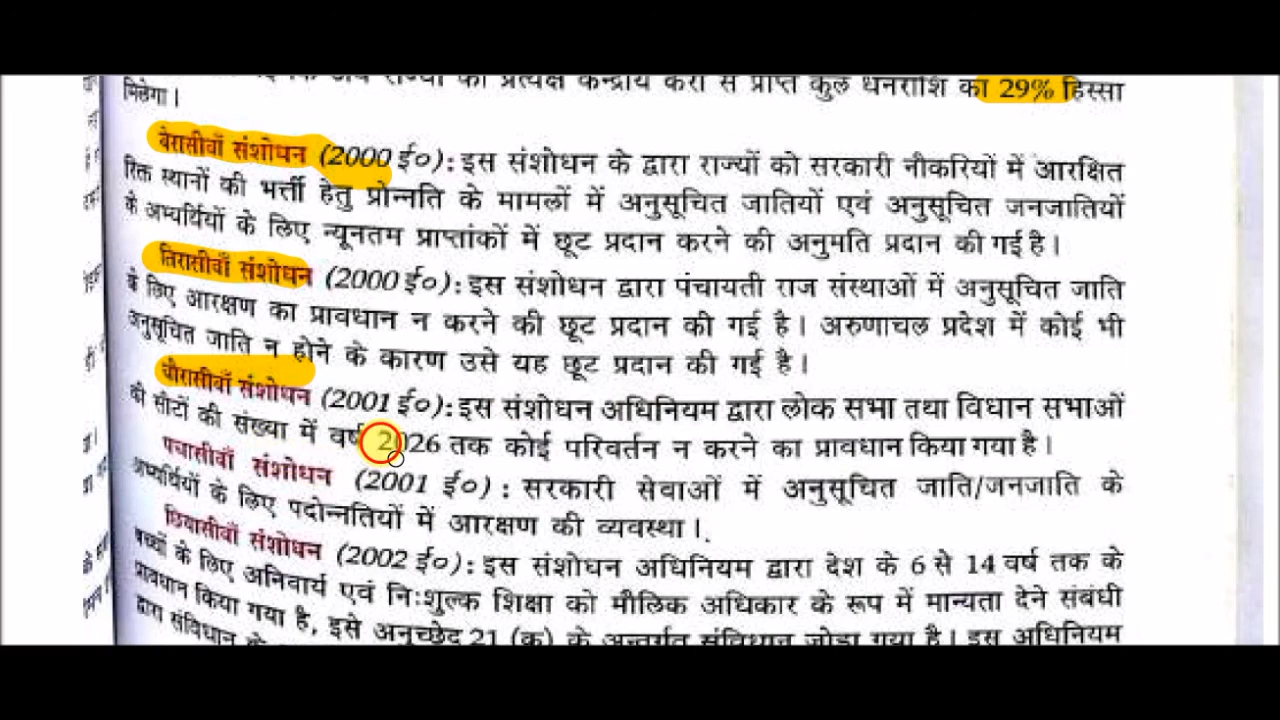 राज्यों को प्रत्यक्ष केन्द्रीय करों से प्राप्त कुल धनराशि का 29% हिस्सा
मिलेगा।
बेरासीवाँ संशोधन (2000 ई०): इस संशोधन के द्वारा राज्यों को सरकारी नौकरियों में आरक्षित
रिक्त स्थानों की भर्त्ती हेतु प्रोन्नति के मामलों में अनुसूचित जातियों एवं अनुसूचित जनजातियों
के अभ्यर्थियों के लिए न्यूनतम प्राप्तांकों में छूट प्रदान करने की अनुमति प्रदान की गई है।
तिरासीवाँ संशोधन (2000 ई०): इस संशोधन द्वारा पंचायती राज संस्थाओं में अनुसूचित जाति
के लिए आरक्षण का प्रावधान न करने की छूट प्रदान की गई है। अरुणाचल प्रदेश में कोई भी
अनुसूचित जाति न होने के कारण उसे यह छूट प्रदान की गई है।
चौरासीवाँ संशोधन (2001 ई०): इस संशोधन अधिनियम द्वारा लोक सभा तथा विधान सभाओं
की सीटों की संख्या में वर्ष 2026 तक कोई परिवर्तन न करने का प्रावधान किया गया है।
पचासीवाँ संशोधन (2001 ई०) : सरकारी सेवाओं में अनुसूचित जाति/जनजाति के
अभ्यर्थियों के लिए पदोन्नतियों में आरक्षण की व्यवस्था।
छियासीवाँ संशोधन (2002 ई०): इस संशोधन अधिनियम द्वारा देश के 6 से 14 वर्ष तक के
बच्चों के लिए अनिवार्य एवं निःशुल्क शिक्षा को मौलिक अधिकार के रूप में मान्यता देने संबंधी
प्रावधान किया गया है, इसे अनुच्छेद 21 (क) के अन्तर्गत संविधान जोड़ा गया है। इस अधिनियम
द्वारा संविधान के